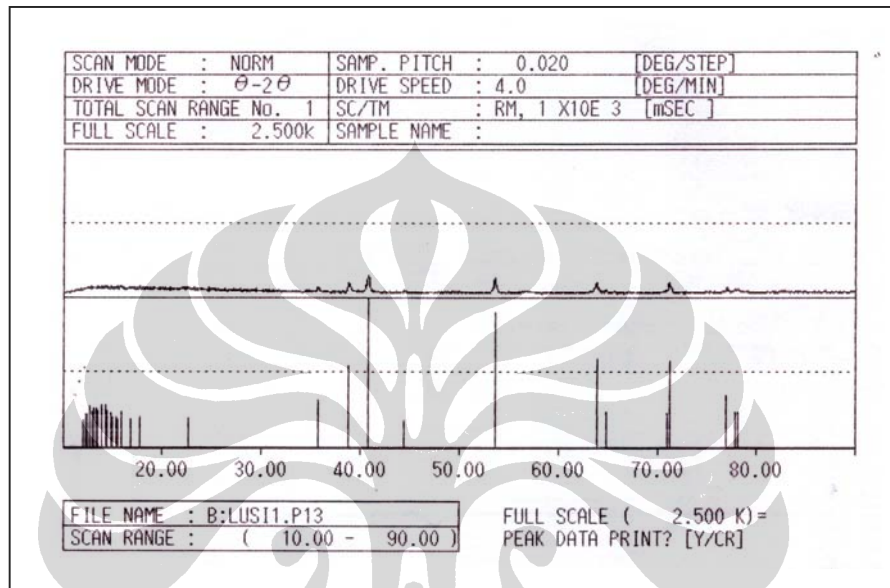 SCAN MODE : NORM SAMP. PITCH : 0.020 [DEG/STEP]
DRIVE MODE : θ-2θ DRIVE SPEED : 4.0 [DEG/MIN]
TOTAL SCAN RANGE No. 1 SC/TM : RM, 1 X10E 3 [mSEC ]
FULL SCALE : 2.500k SAMPLE NAME :
20.00 30.00 40.00 50.00 60.00 70.00 80.00
FILE NAME : B:LUSI1.P13 FULL SCALE ( 2.500 K)=
SCAN RANGE : ( 10.00 - 90.00 ) PEAK DATA PRINT? [Y/CR]